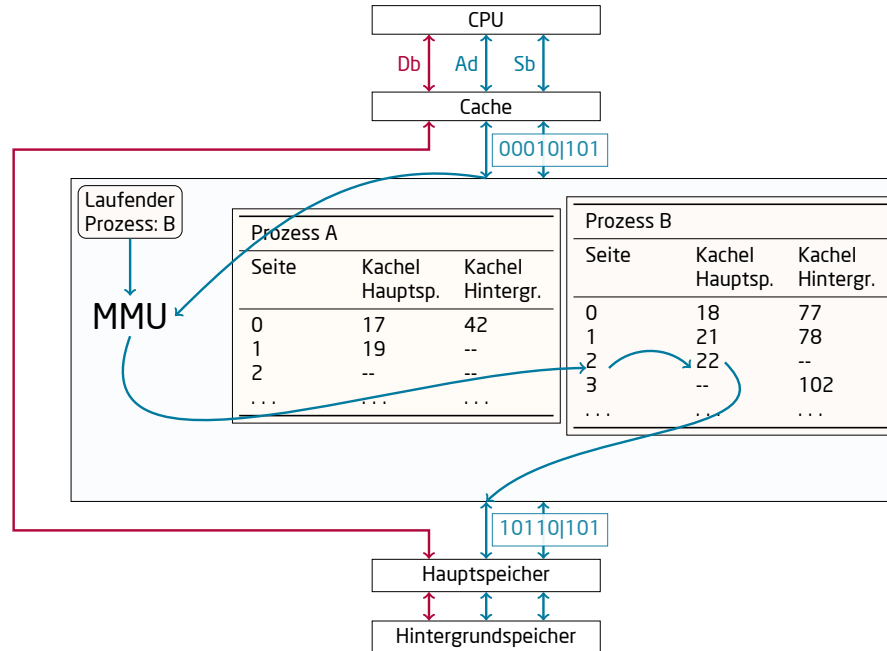 CPU
Db Ad Sb
Cache
00010|101
Laufender
Prozess: B
MMU
Prozess A
Seite Kachel Kachel
Hauptsp. Hintergr.
0 17 42
1 19 --
2 -- --
. . . . . . . . .
Prozess B
Seite Kachel Kachel
Hauptsp. Hintergr.
0 18 77
1 21 78
2 22 --
3 -- 102
. . . . . . . . .
10110|101
Hauptspeicher
Hintergrundspeicher